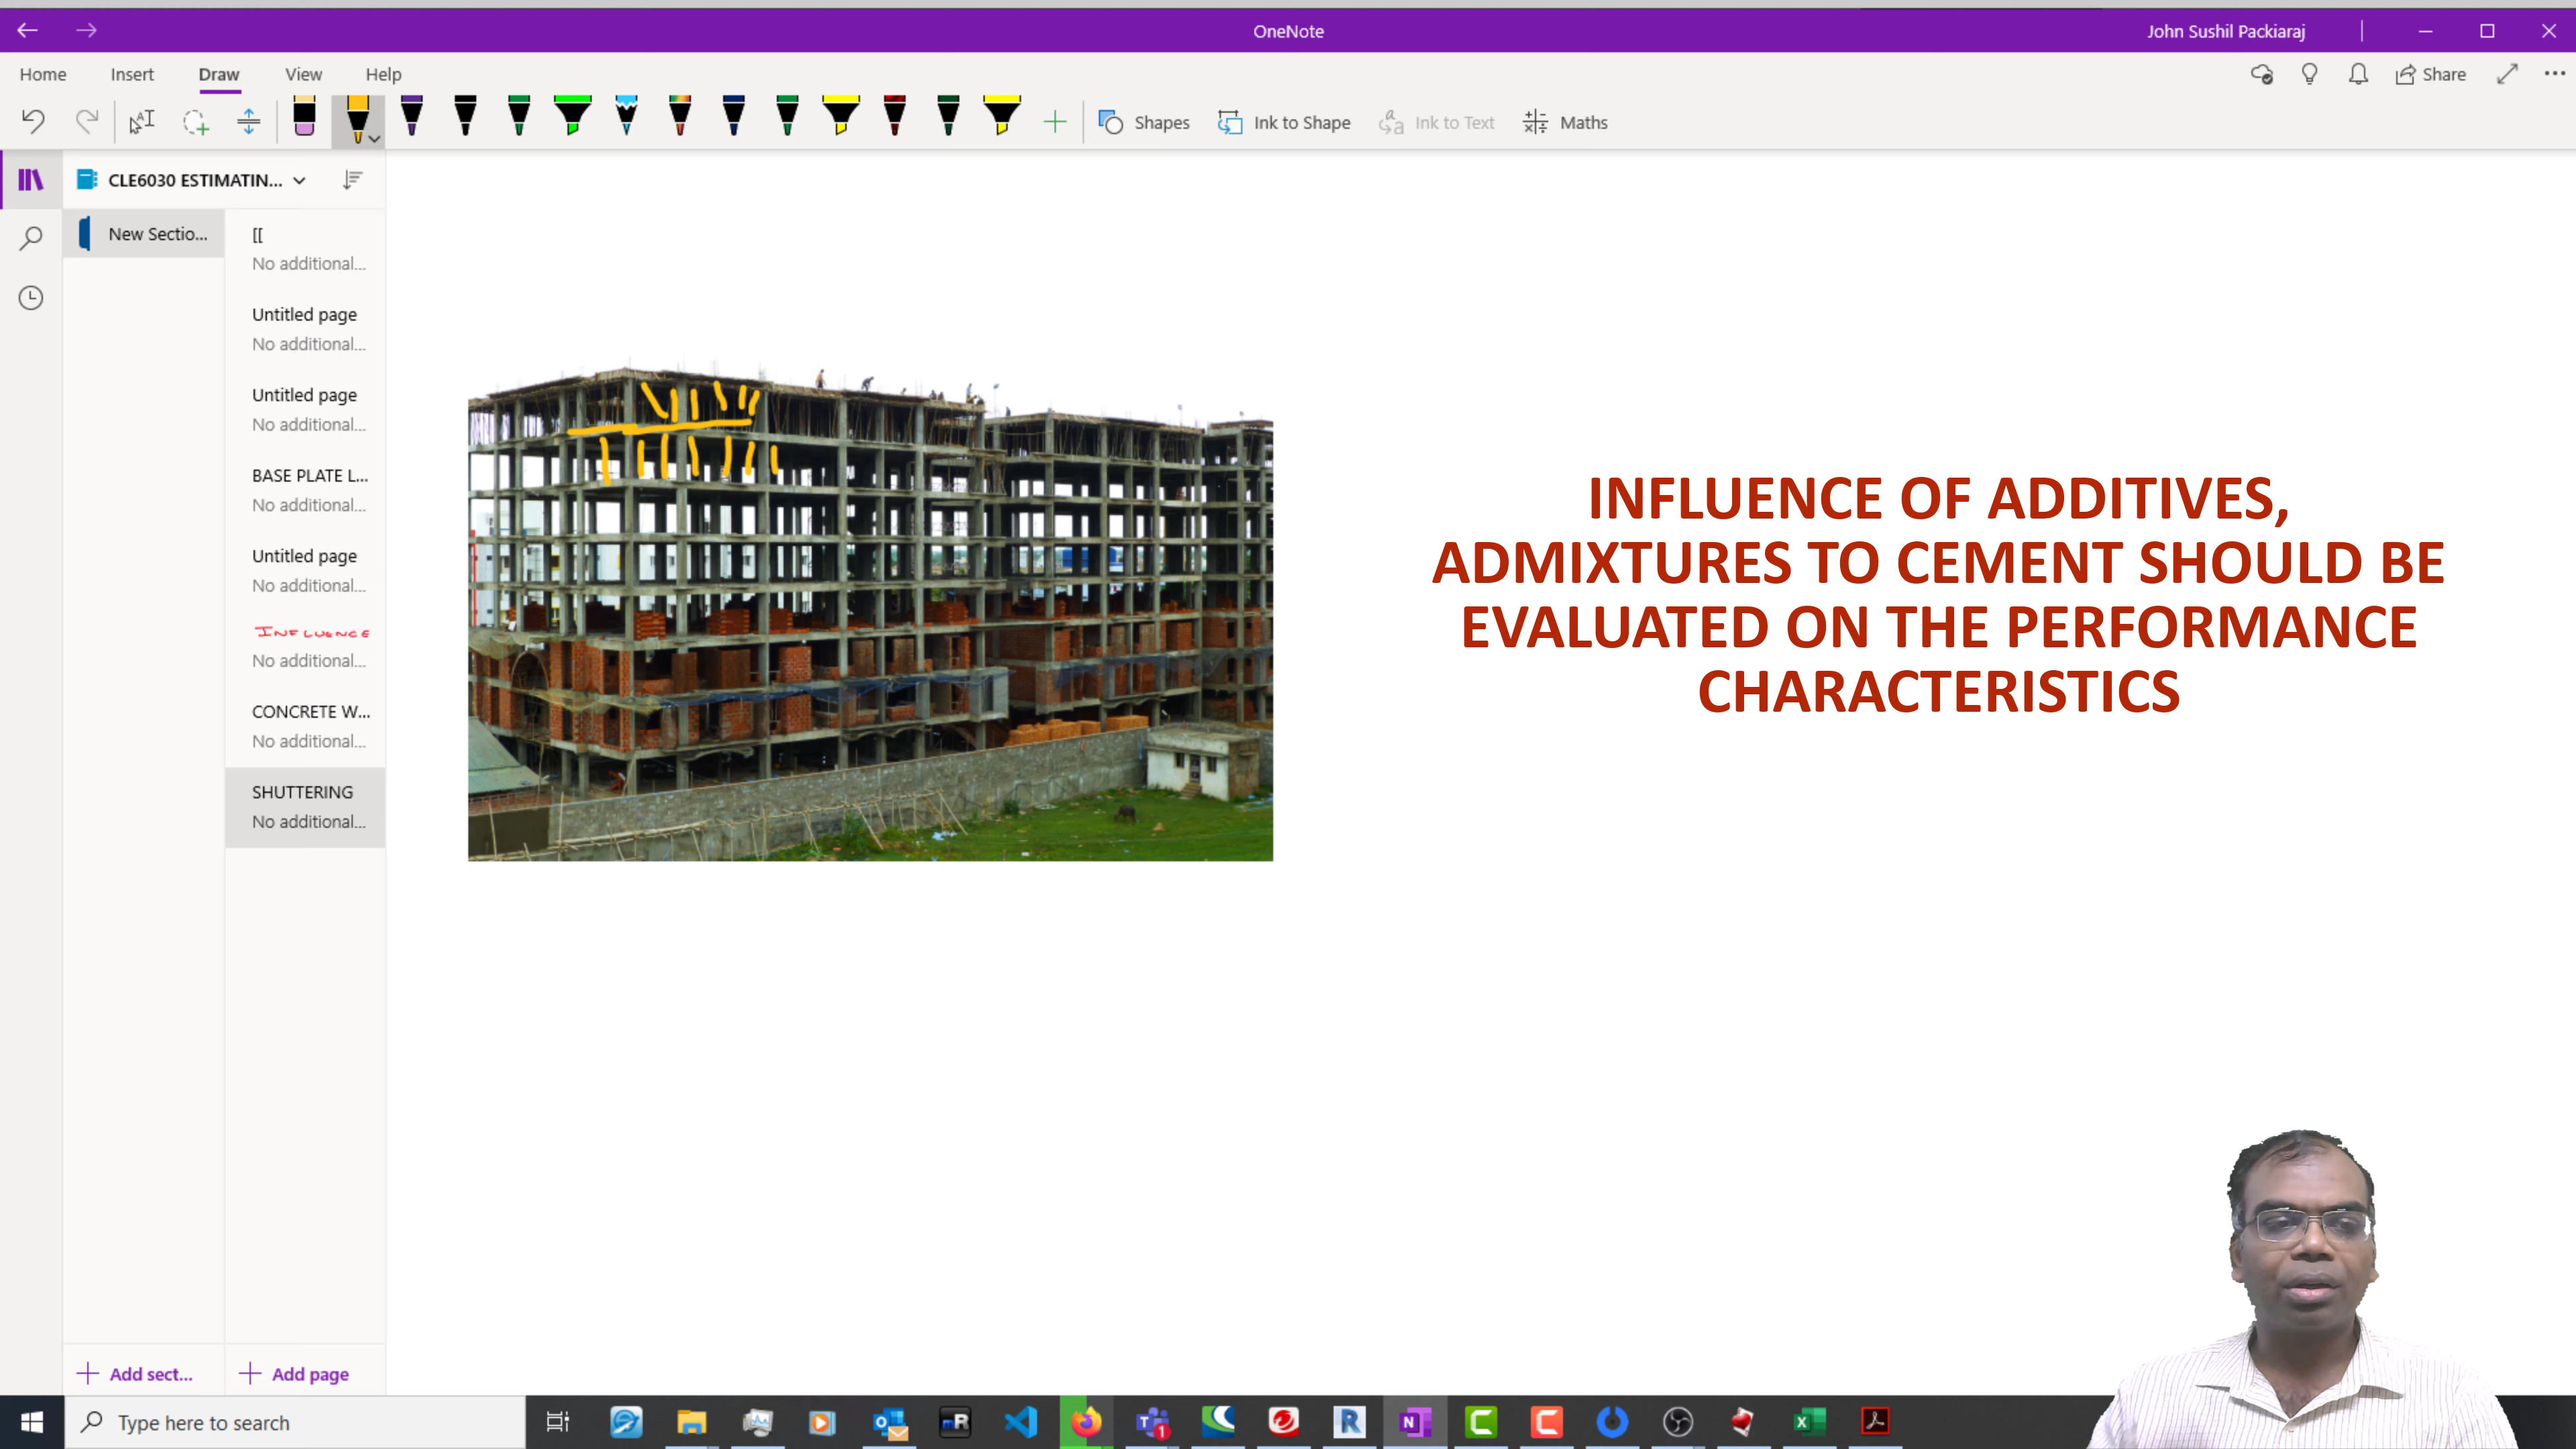 OneNote
John Sushil Packiaraj
Home Insert Draw View Help
Share
Shapes Ink to Shape Ink to Text Maths
CLE6030 ESTIMATIN...
New Sectio...
[[
No additional...
Untitled page
No additional...
Untitled page
No additional...
BASE PLATE L...
No additional...
Untitled page
No additional...
INFLUENCE
No additional...
CONCRETE W...
No additional...
SHUTTERING
No additional...
INFLUENCE OF ADDITIVES,
ADMIXTURES TO CEMENT SHOULD BE
EVALUATED ON THE PERFORMANCE
CHARACTERISTICS
Add sect...
Add page
Type here to search